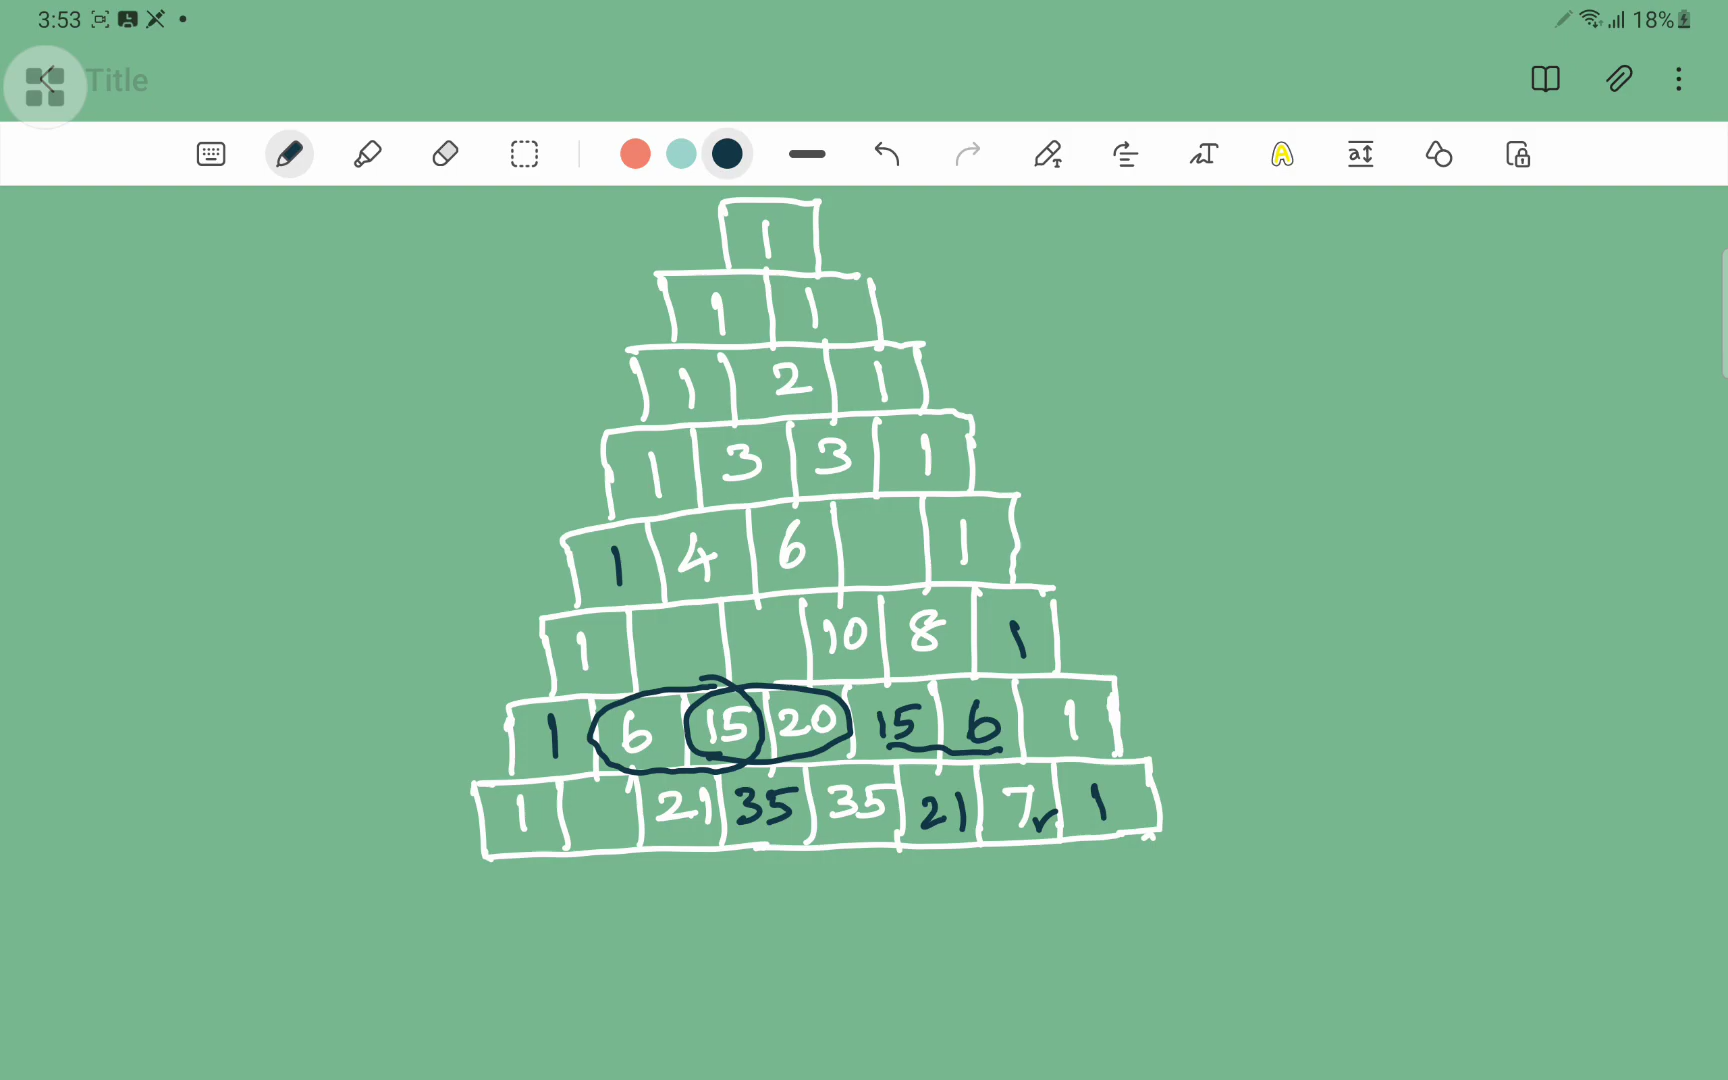 3:53 18%
Title
1
1 1
1 2 1
1 3 3 1
1 4 6 1
1 10 8 1
1 6 15 20 15 6 1
1 21 35 35 21 7 1